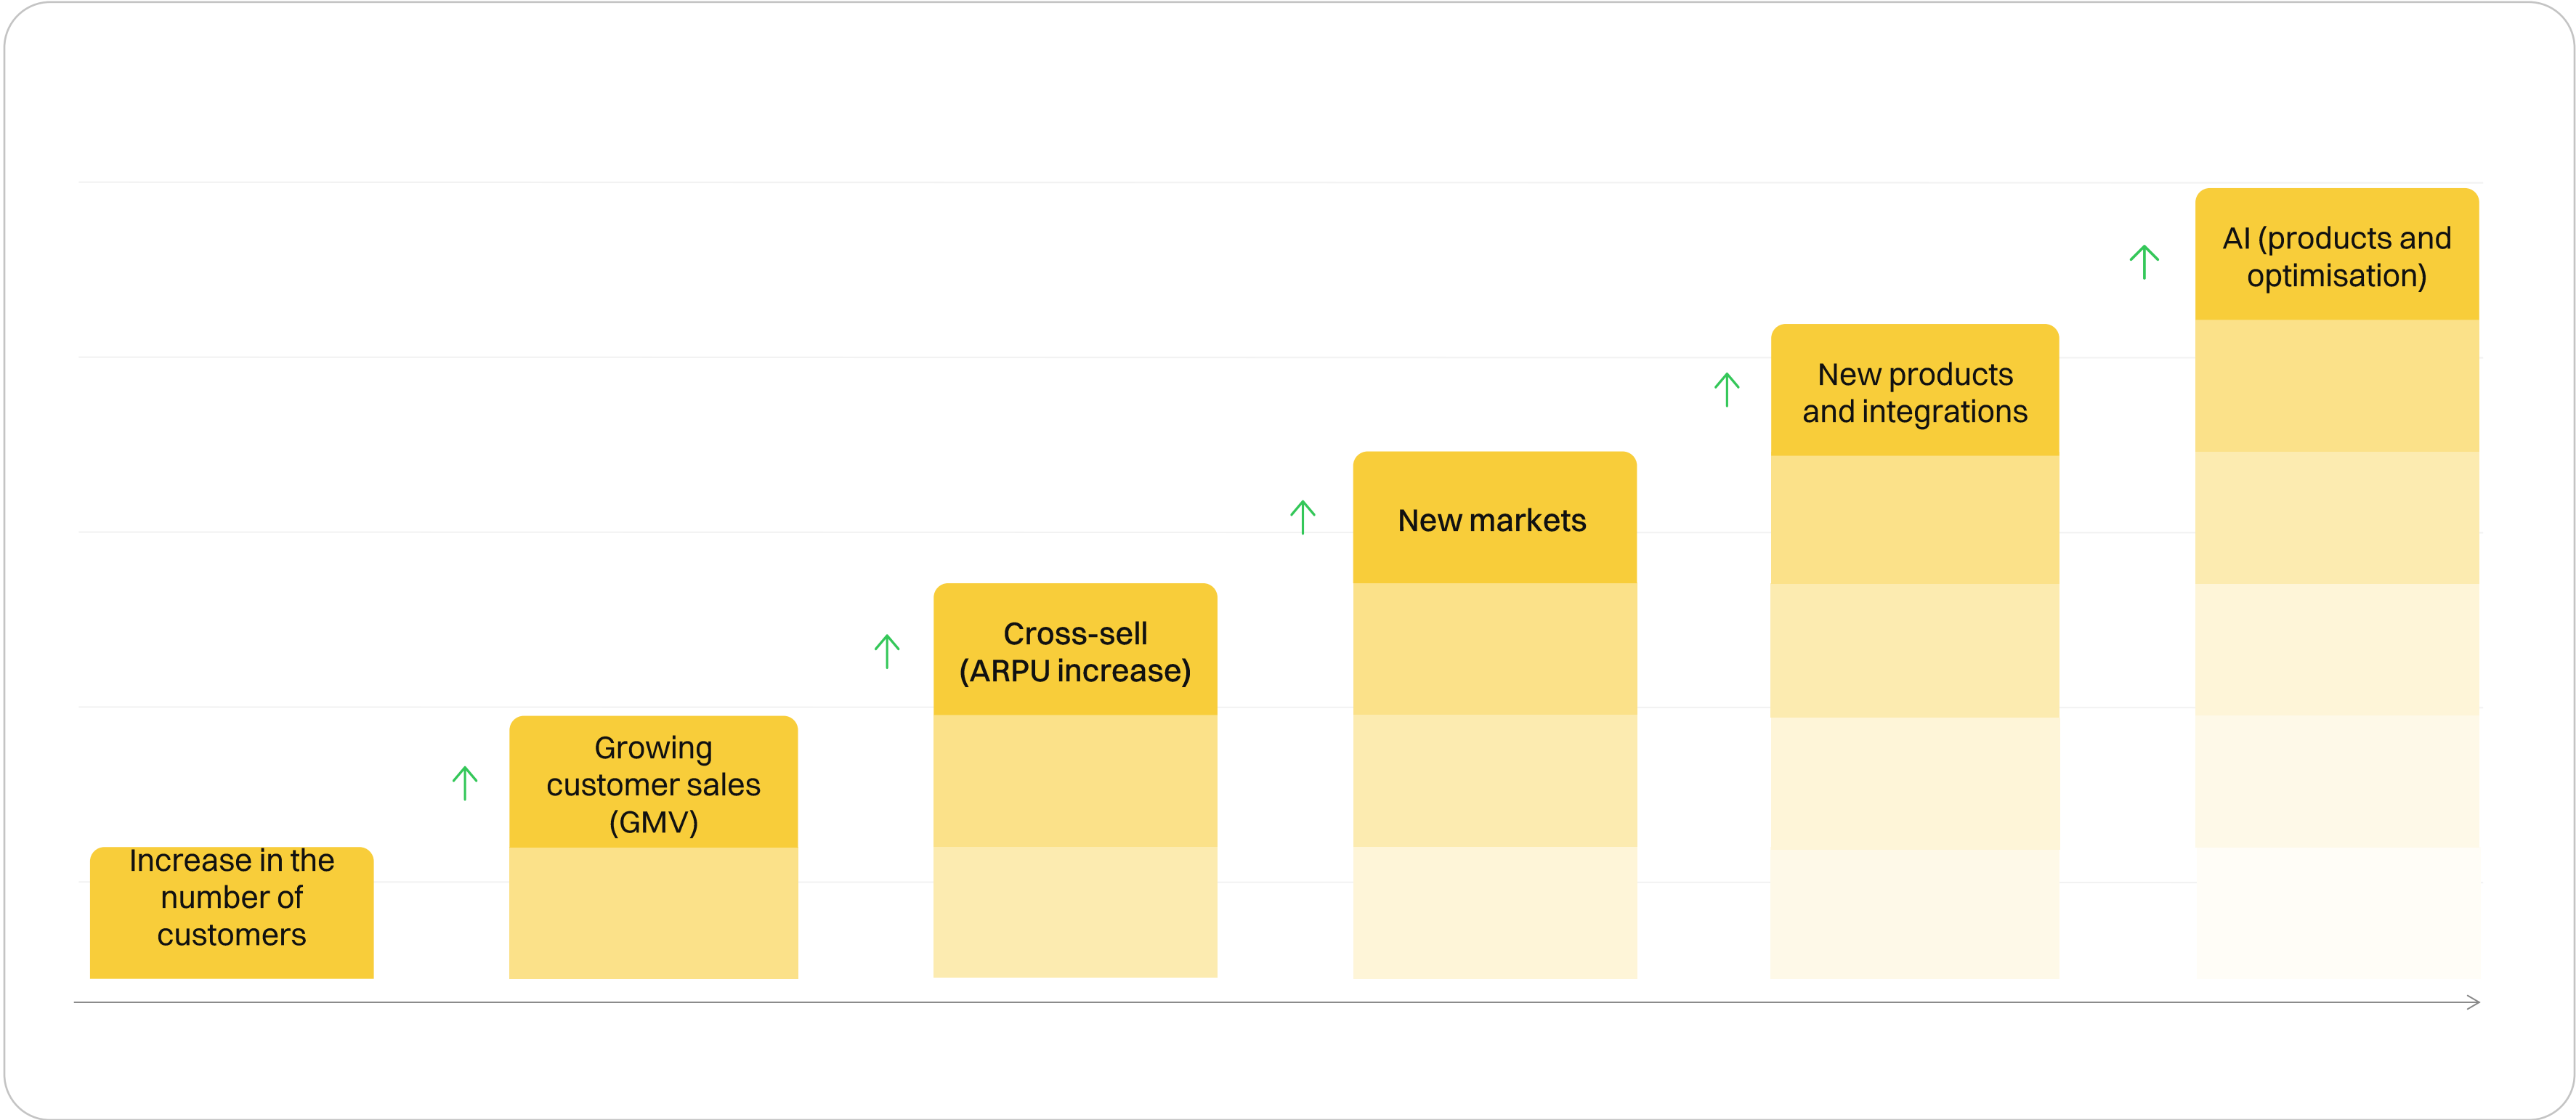 Increase in the
number of
customers
Growing
customer sales
(GMV)
Cross-sell
(ARPU increase)
New markets
New products
and integrations
AI (products and
optimisation)